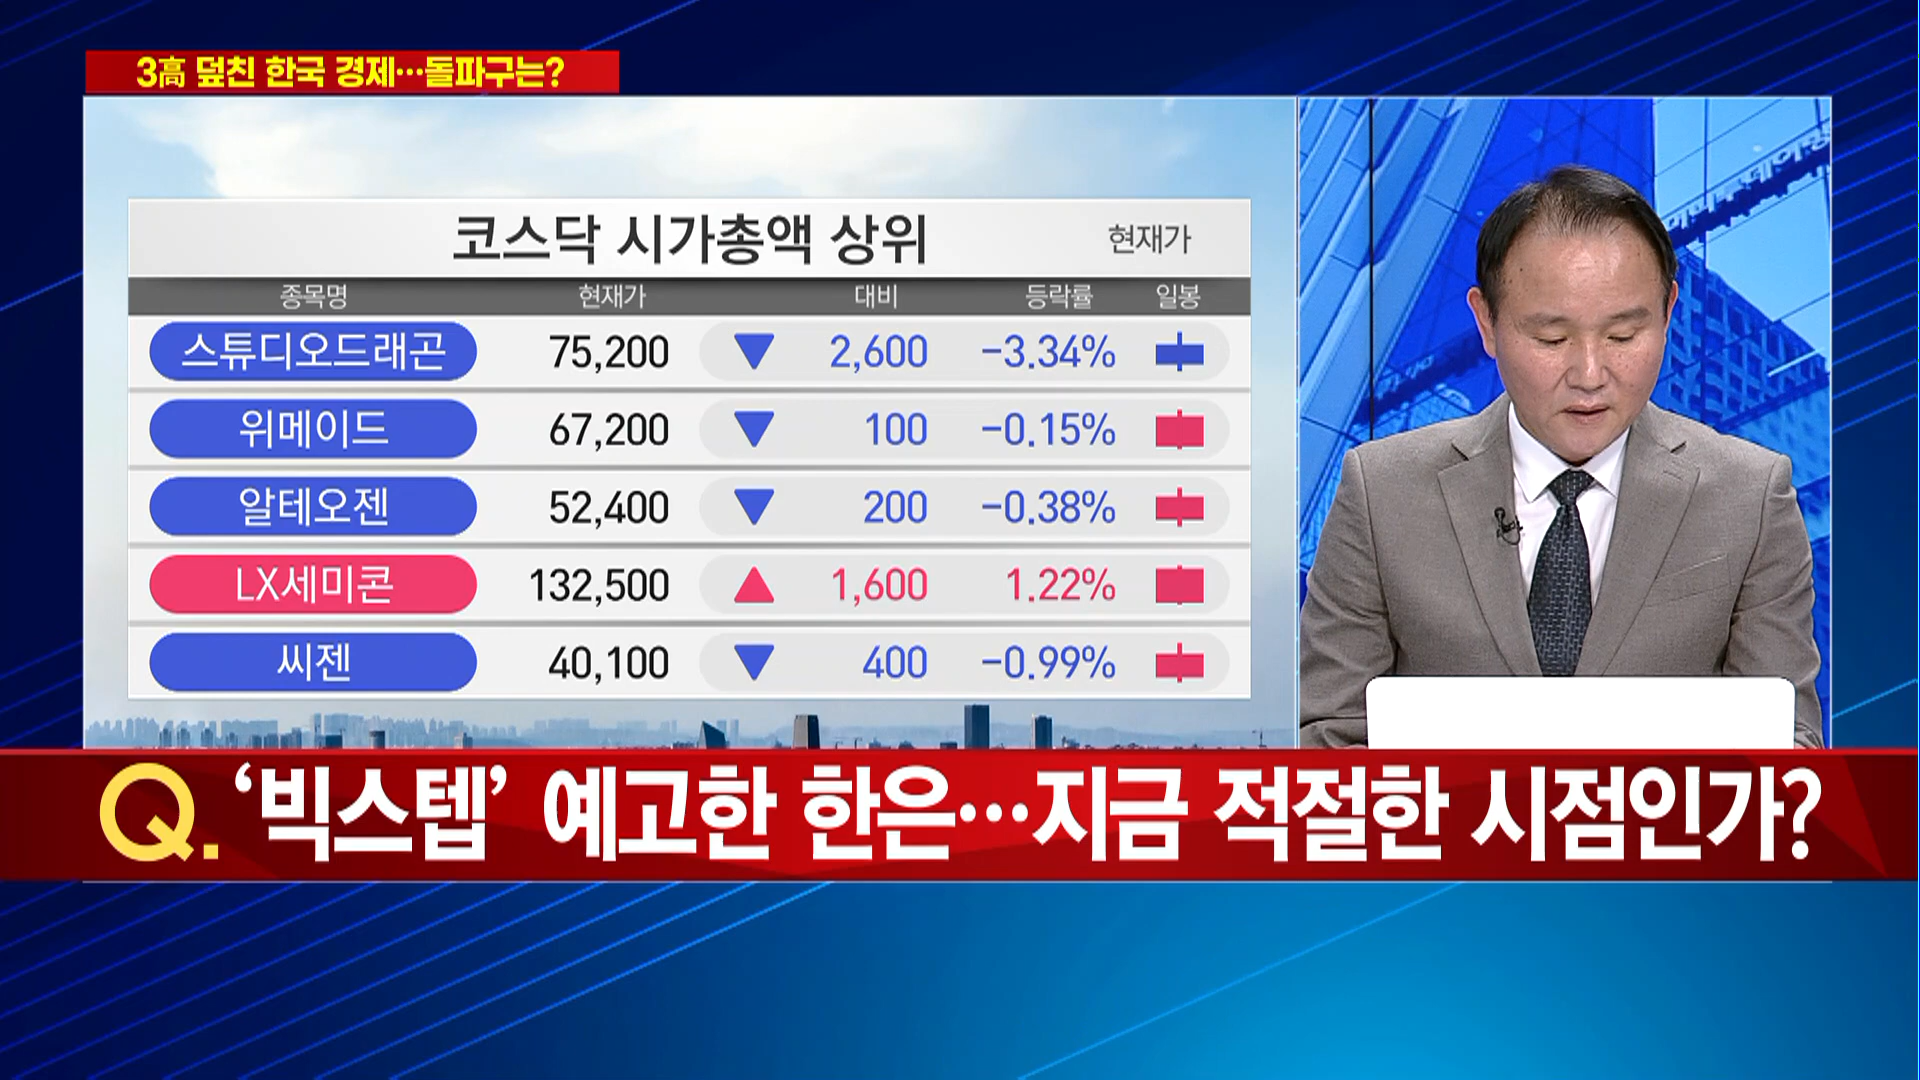 3高 덮친 한국 경제…돌파구는?
코스닥 시가총액 상위 현재가
종목명 현재가 대비 등락률 일봉
스튜디오드래곤 75,200 ▼ 2,600 -3.34%
위메이드 67,200 ▼ 100 -0.15%
알테오젠 52,400 ▼ 200 -0.38%
LX세미콘 132,500 ▲ 1,600 1.22%
씨젠 40,100 ▼ 400 -0.99%
Q. ‘빅스텝’ 예고한 한은…지금 적절한 시점인가?